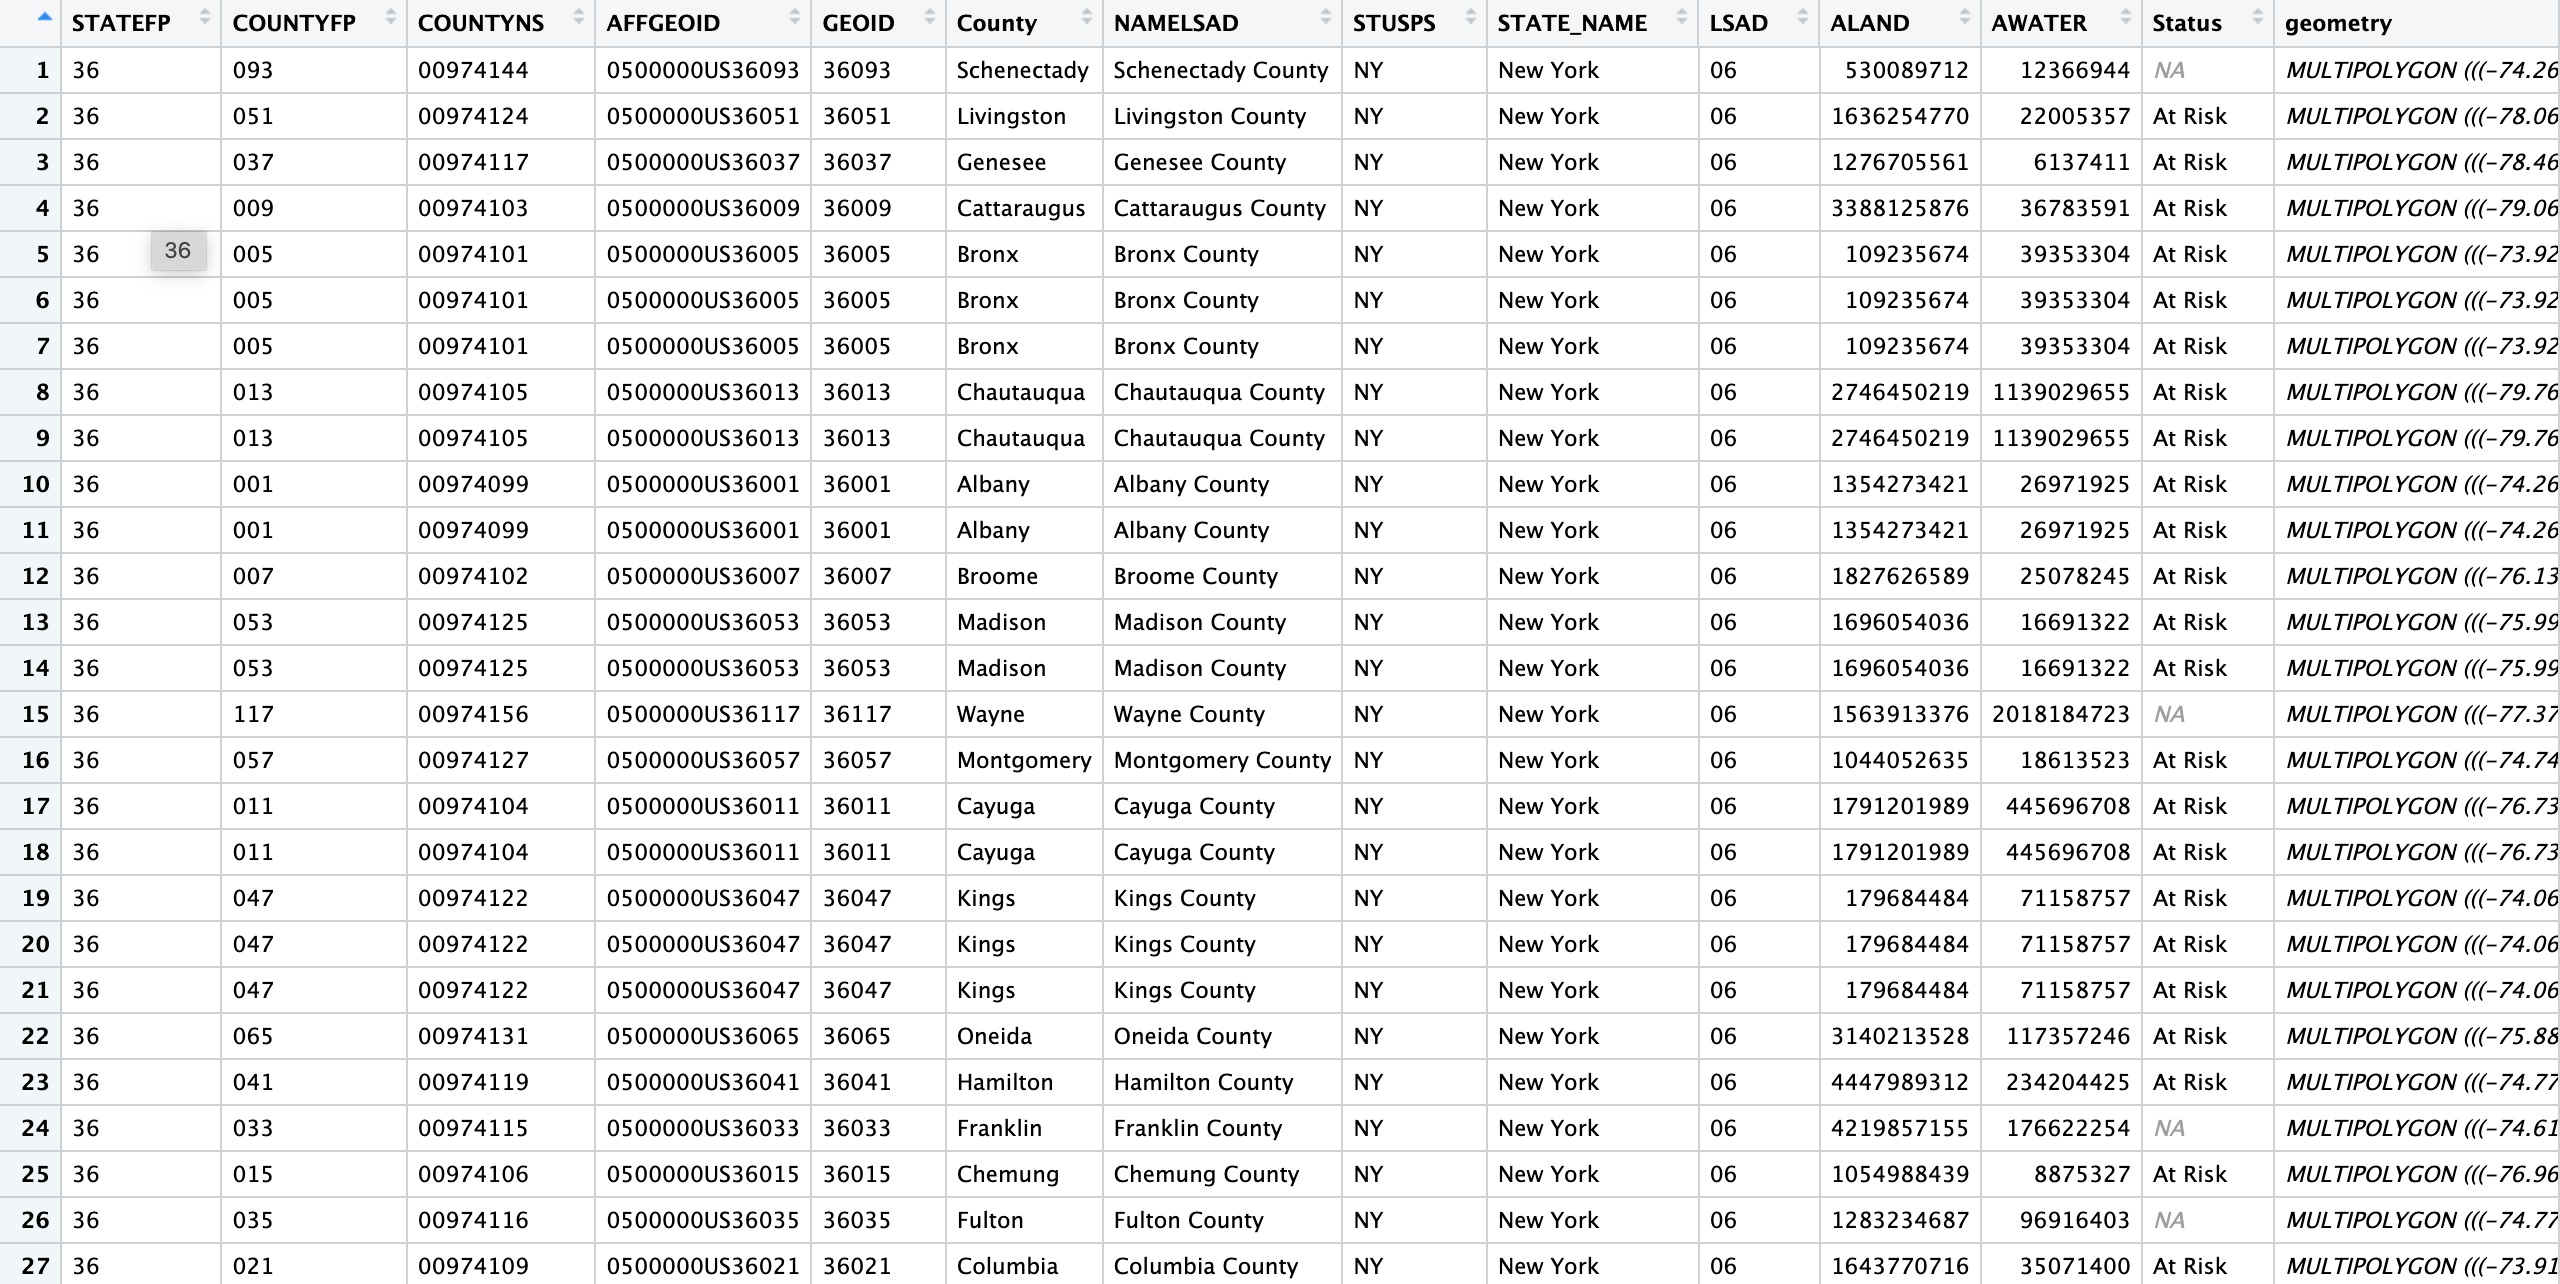 STATEFP COUNTYFP COUNTYNS AFFGEOID GEOID County NAMELSAD STUSPS STATE_NAME LSAD ALAND AWATER Status geometry
1 36 093 00974144 0500000US36093 36093 Schenectady Schenectady County NY New York 06 530089712 12366944 NA MULTIPOLYGON (((-74.26
2 36 051 00974124 0500000US36051 36051 Livingston Livingston County NY New York 06 1636254770 22005357 At Risk MULTIPOLYGON (((-78.06
3 36 037 00974117 0500000US36037 36037 Genesee Genesee County NY New York 06 1276705561 6137411 At Risk MULTIPOLYGON (((-78.46
4 36 009 00974103 0500000US36009 36009 Cattaraugus Cattaraugus County NY New York 06 3388125876 36783591 At Risk MULTIPOLYGON (((-79.06
5 36 36 005 00974101 0500000US36005 36005 Bronx Bronx County NY New York 06 109235674 39353304 At Risk MULTIPOLYGON (((-73.92
6 36 005 00974101 0500000US36005 36005 Bronx Bronx County NY New York 06 109235674 39353304 At Risk MULTIPOLYGON (((-73.92
7 36 005 00974101 0500000US36005 36005 Bronx Bronx County NY New York 06 109235674 39353304 At Risk MULTIPOLYGON (((-73.92
8 36 013 00974105 0500000US36013 36013 Chautauqua Chautauqua County NY New York 06 2746450219 1139029655 At Risk MULTIPOLYGON (((-79.76
9 36 013 00974105 0500000US36013 36013 Chautauqua Chautauqua County NY New York 06 2746450219 1139029655 At Risk MULTIPOLYGON (((-79.76
10 36 001 00974099 0500000US36001 36001 Albany Albany County NY New York 06 1354273421 26971925 At Risk MULTIPOLYGON (((-74.26
11 36 001 00974099 0500000US36001 36001 Albany Albany County NY New York 06 1354273421 26971925 At Risk MULTIPOLYGON (((-74.26
12 36 007 00974102 0500000US36007 36007 Broome Broome County NY New York 06 1827626589 25078245 At Risk MULTIPOLYGON (((-76.13
13 36 053 00974125 0500000US36053 36053 Madison Madison County NY New York 06 1696054036 16691322 At Risk MULTIPOLYGON (((-75.99
14 36 053 00974125 0500000US36053 36053 Madison Madison County NY New York 06 1696054036 16691322 At Risk MULTIPOLYGON (((-75.99
15 36 117 00974156 0500000US36117 36117 Wayne Wayne County NY New York 06 1563913376 2018184723 NA MULTIPOLYGON (((-77.37
16 36 057 00974127 0500000US36057 36057 Montgomery Montgomery County NY New York 06 1044052635 18613523 At Risk MULTIPOLYGON (((-74.74
17 36 011 00974104 0500000US36011 36011 Cayuga Cayuga County NY New York 06 1791201989 445696708 At Risk MULTIPOLYGON (((-76.73
18 36 011 00974104 0500000US36011 36011 Cayuga Cayuga County NY New York 06 1791201989 445696708 At Risk MULTIPOLYGON (((-76.73
19 36 047 00974122 0500000US36047 36047 Kings Kings County NY New York 06 179684484 71158757 At Risk MULTIPOLYGON (((-74.06
20 36 047 00974122 0500000US36047 36047 Kings Kings County NY New York 06 179684484 71158757 At Risk MULTIPOLYGON (((-74.06
21 36 047 00974122 0500000US36047 36047 Kings Kings County NY New York 06 179684484 71158757 At Risk MULTIPOLYGON (((-74.06
22 36 065 00974131 0500000US36065 36065 Oneida Oneida County NY New York 06 3140213528 117357246 At Risk MULTIPOLYGON (((-75.88
23 36 041 00974119 0500000US36041 36041 Hamilton Hamilton County NY New York 06 4447989312 234204425 At Risk MULTIPOLYGON (((-74.77
24 36 033 00974115 0500000US36033 36033 Franklin Franklin County NY New York 06 4219857155 176622254 NA MULTIPOLYGON (((-74.61
25 36 015 00974106 0500000US36015 36015 Chemung Chemung County NY New York 06 1054988439 8875327 At Risk MULTIPOLYGON (((-76.96
26 36 035 00974116 0500000US36035 36035 Fulton Fulton County NY New York 06 1283234687 96916403 NA MULTIPOLYGON (((-74.77
27 36 021 00974109 0500000US36021 36021 Columbia Columbia County NY New York 06 1643770716 35071400 At Risk MULTIPOLYGON (((-73.91